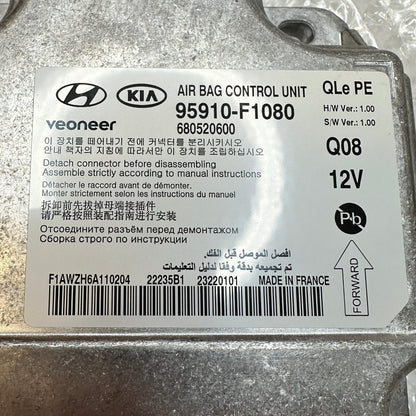 KIA
AIR BAG CONTROL UNIT
QLe PE
95910-F1080
H/W Ver.: 1.00
S/W Ver.: 1.00
veoneer
680520600
Q08
12V
이 장치를 떼어내기 전에 커넥터를 분리시키시오
안내 책자의 지침에 따라서만 이 장치를 조립하십시오
Detach connector before disassembling
Assemble strictly according to manual instructions
Détacher le raccord avant de démonter.
Monter strictement selon les instructions du manuel
拆卸前先拔掉母端接插件
请严格按照装配指南进行安装
Отсоедините разъём перед демонтажом
Сборка строго по инструкции
افصل الموصل قبل الفك.
تم تجميعه بدقة وفقا لدليل التعليمات
Pb
FORWARD
F1AWZH6A110204 22235B1 23220101 MADE IN FRANCE